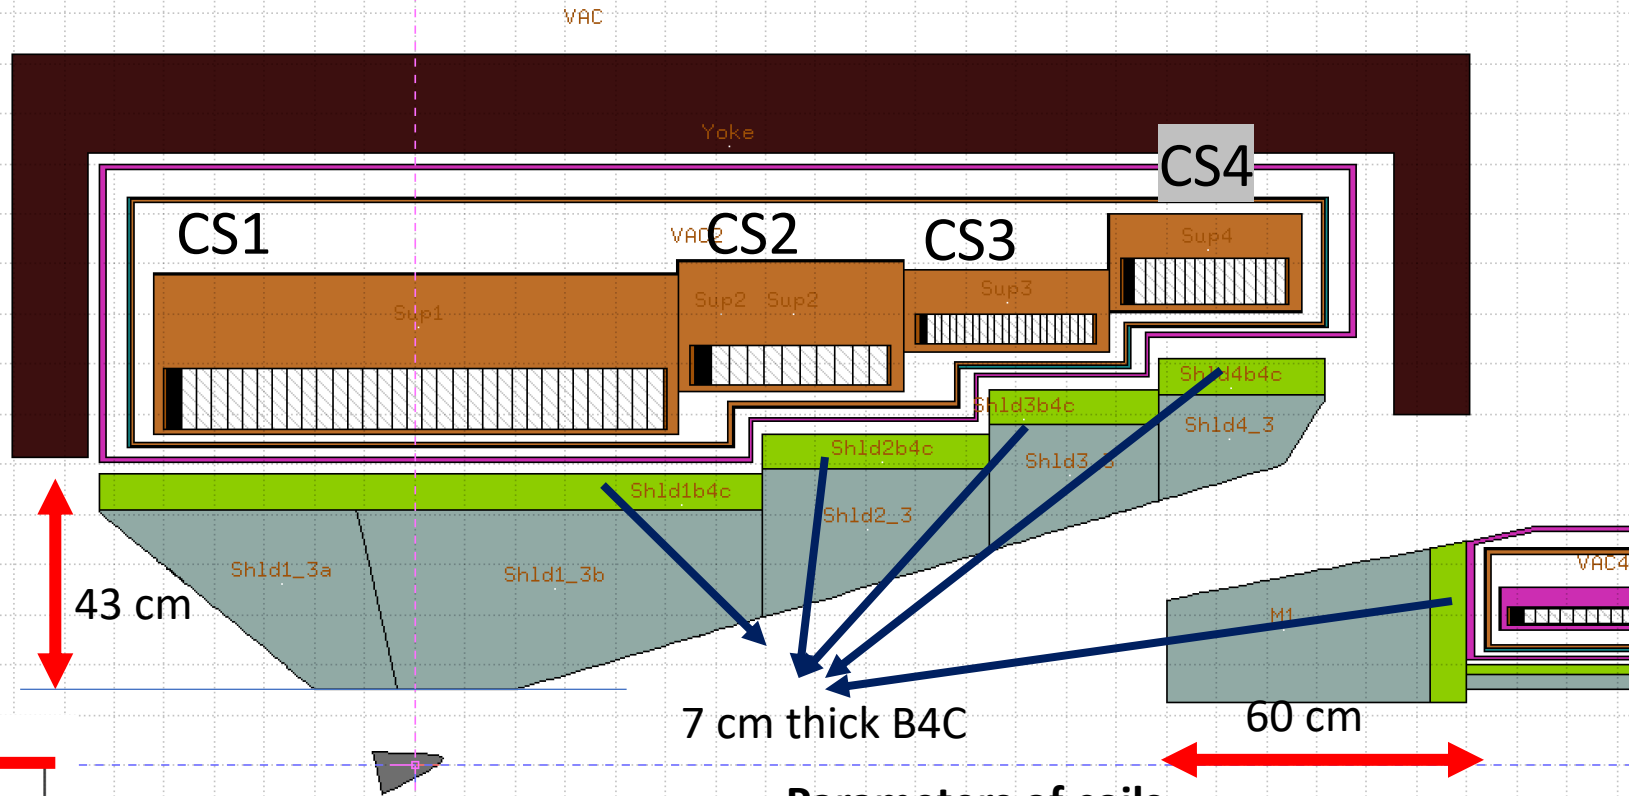 VAC
Yoke
CS4
CS1
VAC2
CS2
CS3
Sup4
Sup3
Sup2 Sup2
Sup1
Shld4b4c
Shld3b4c
Shld4_3
Shld2b4c
Shld3_3
Shld1b4c
Shld2_3
VAC4
Shld1_3a
Shld1_3b
43 cm
M1
7 cm thick B4C
60 cm